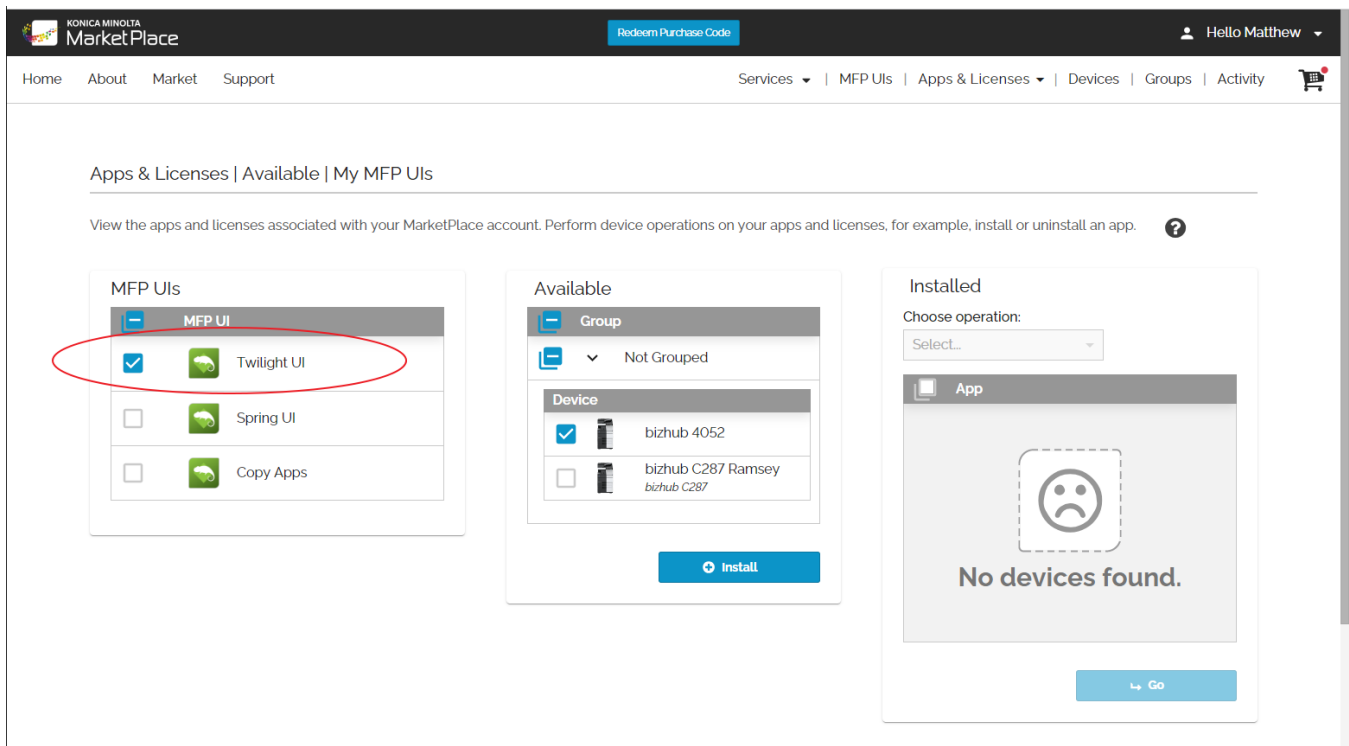 KONICA MINOLTA
MarketPlace
Redeem Purchase Code
Hello Matthew
Home About Market Support
Services | MFP UIs | Apps & Licenses | Devices | Groups | Activity
Apps & Licenses | Available | My MFP UIs
View the apps and licenses associated with your MarketPlace account. Perform device operations on your apps and licenses, for example, install or uninstall an app. ?
MFP UIs
MFP UI
Twilight UI
Spring UI
Copy Apps
Available
Group
Not Grouped
Device
bizhub 4052
bizhub C287 Ramsey
bizhub C287
Install
Installed
Choose operation:
Select...
App
No devices found.
Go